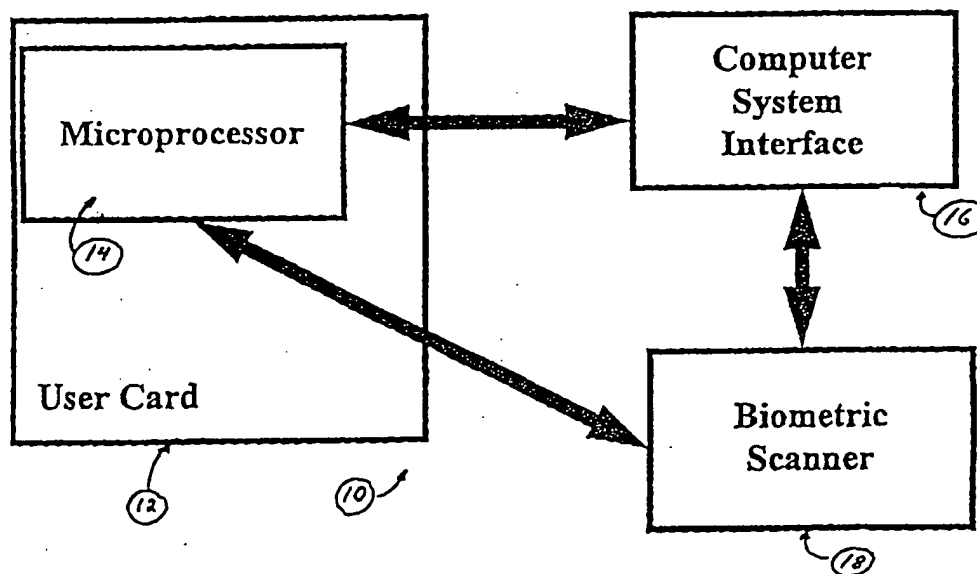 Microprocessor
Computer
System
Interface
14
16
User Card
Biometric
Scanner
12
10
18